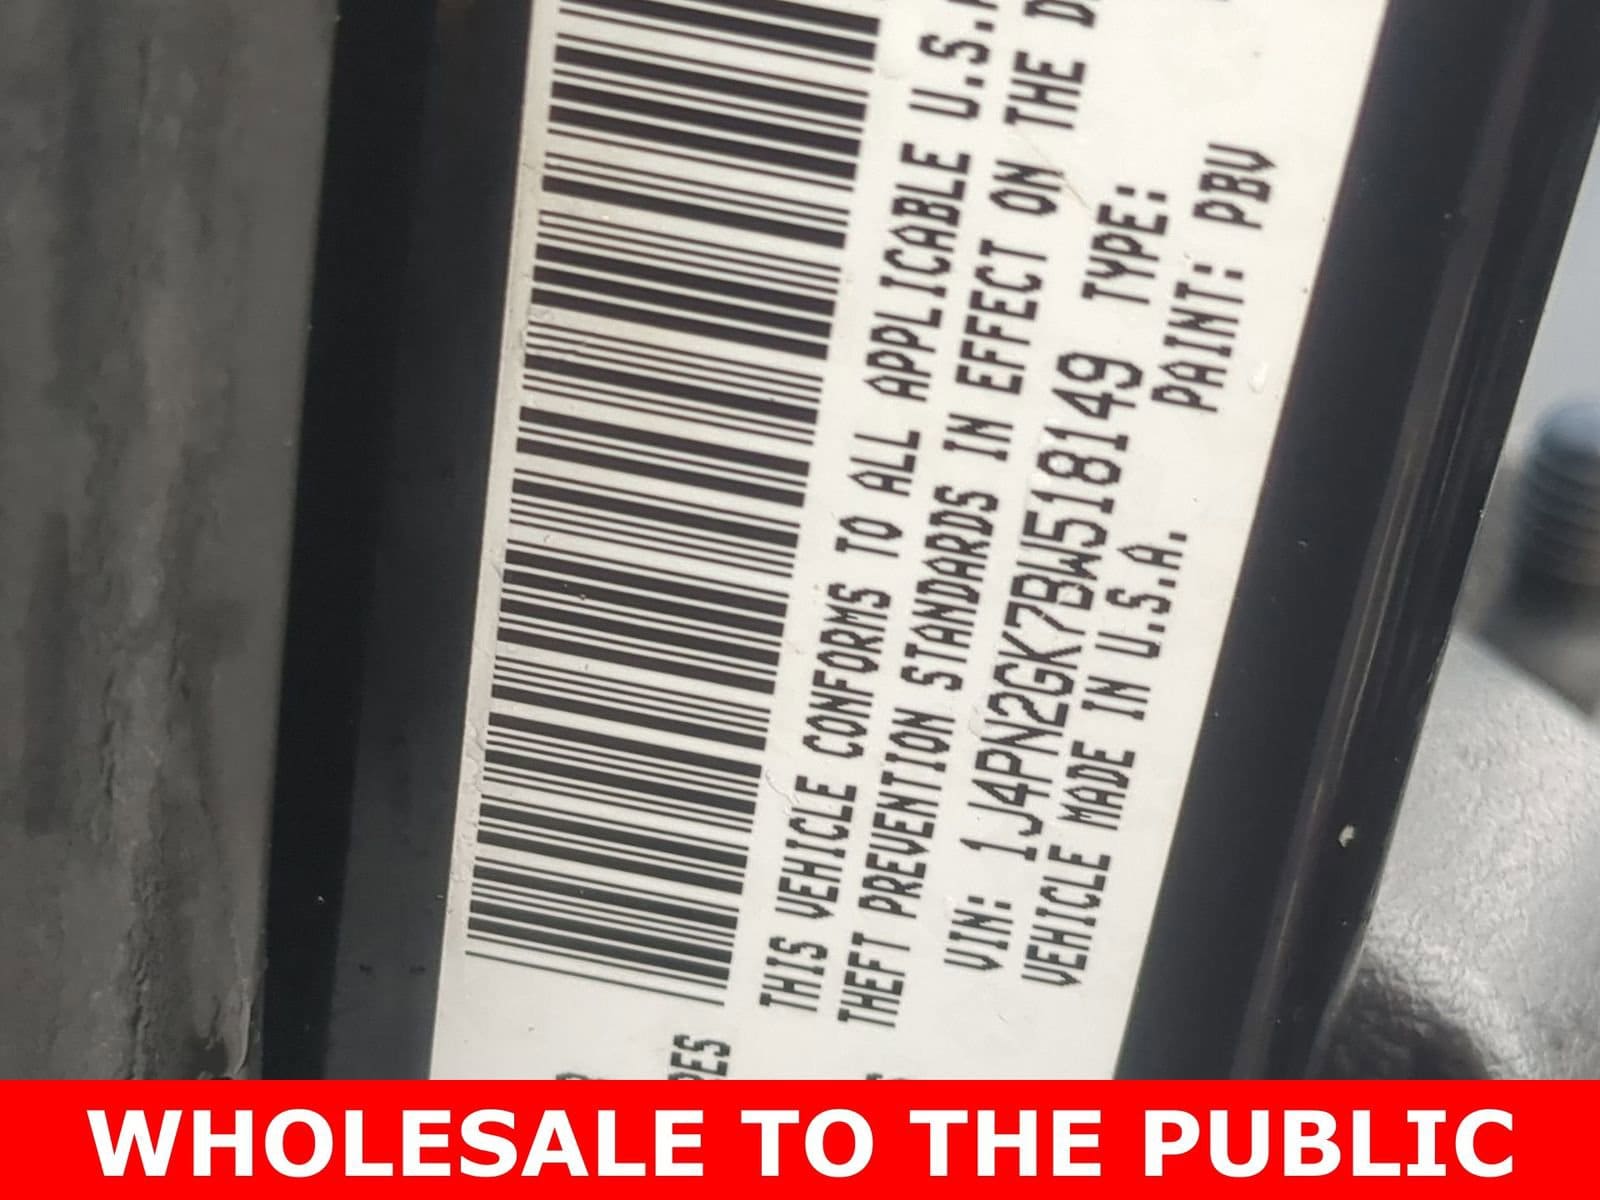 THIS VEHICLE CONFORMS TO ALL APPLICABLE U.S.
THEFT PREVENTION STANDARDS IN EFFECT ON THE
VIN: 1J4PN2GK7BW518149 TYPE:
VEHICLE MADE IN U.S.A. PAINT: PBV
WHOLESALE TO THE PUBLIC